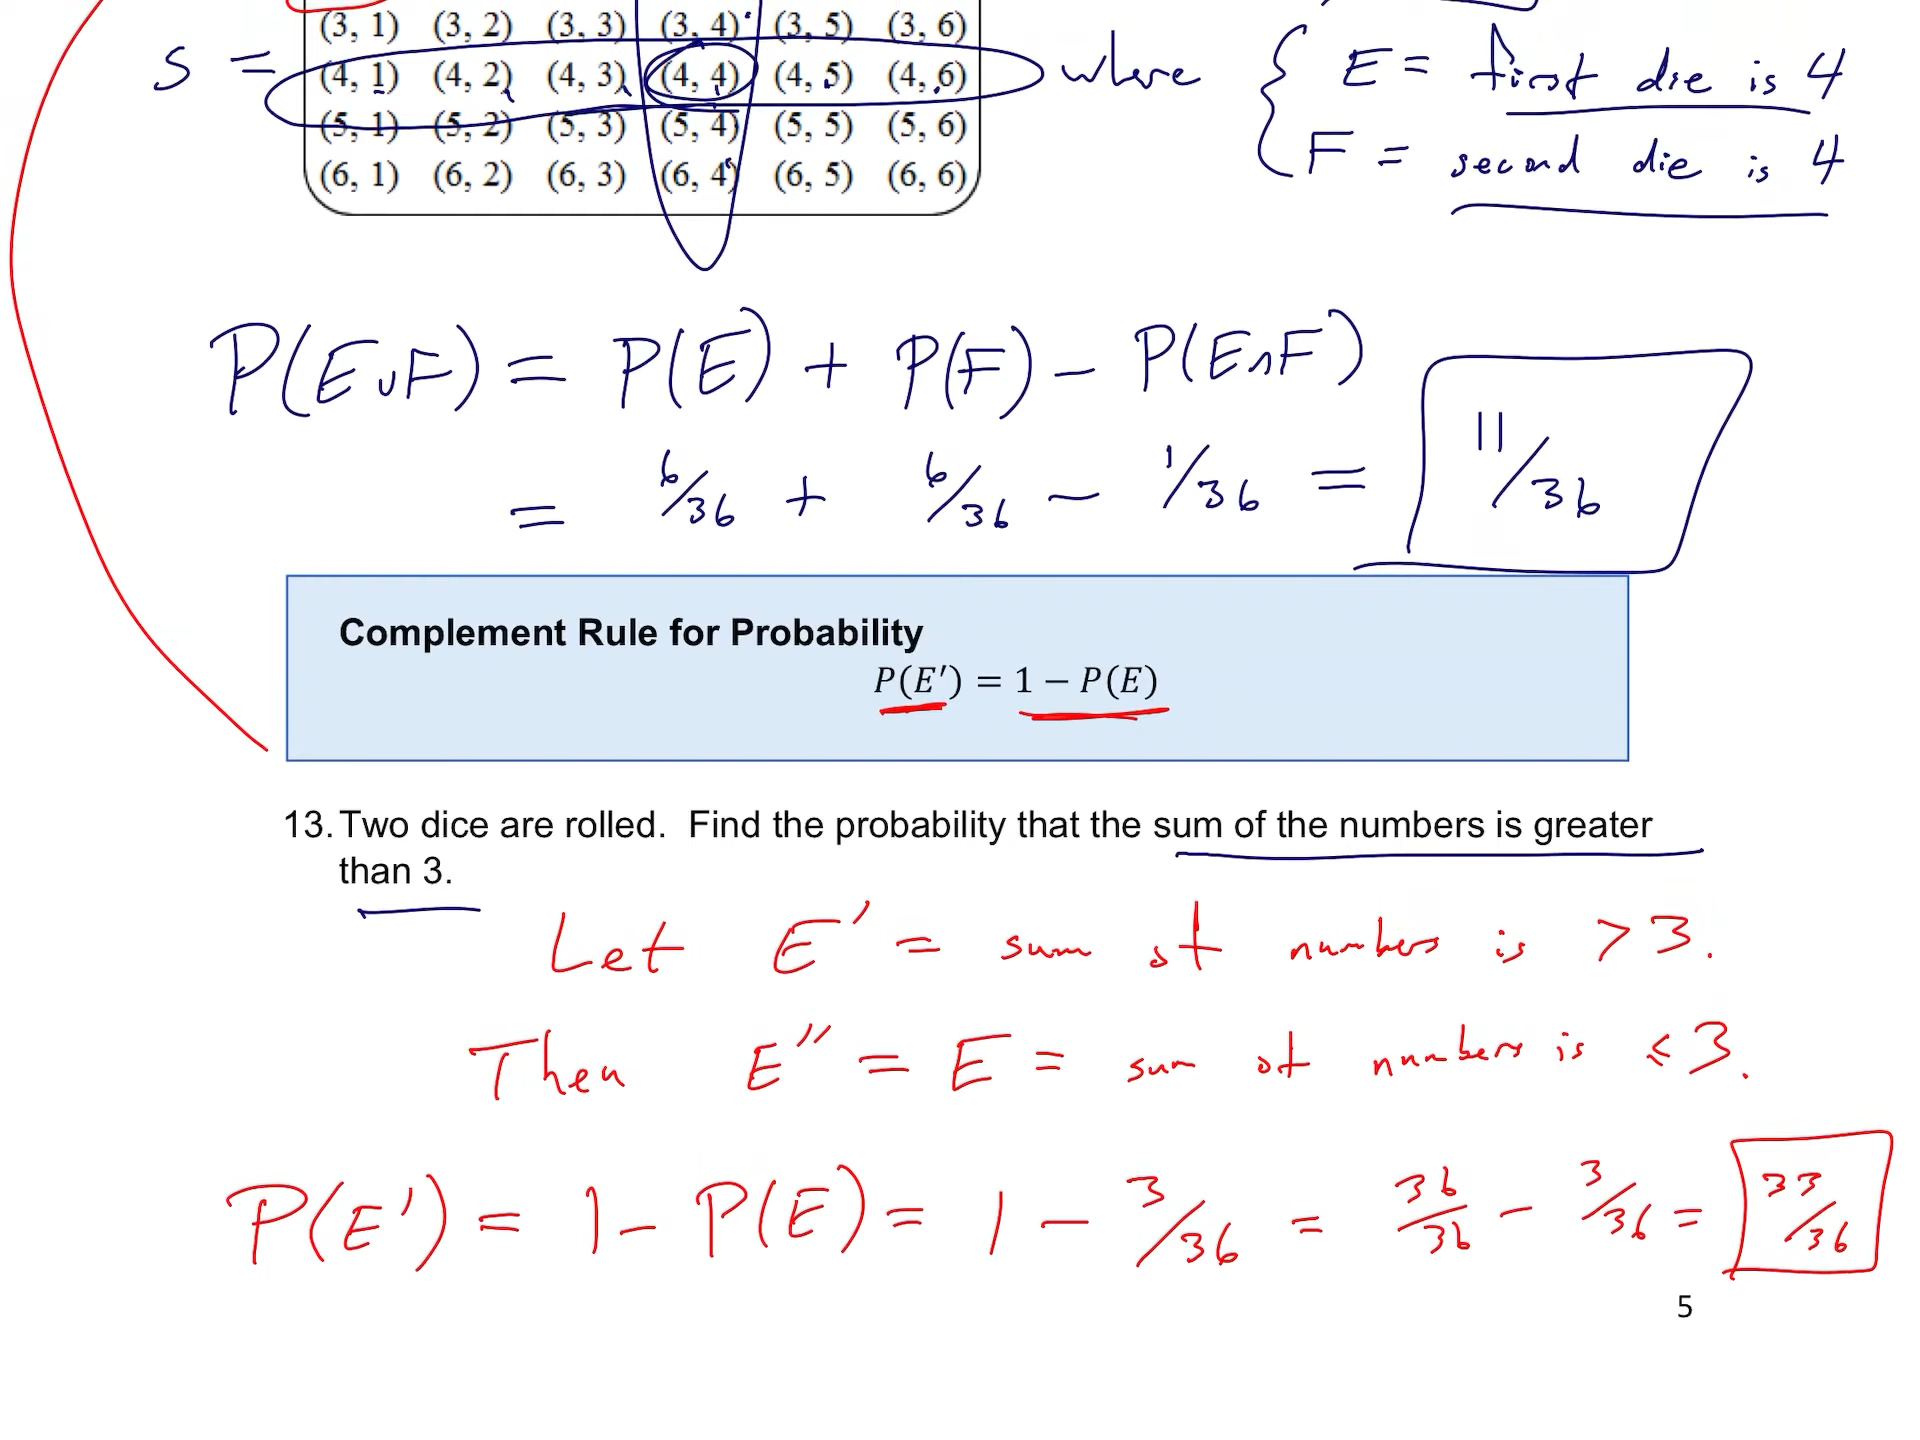 (3, 1) (3, 2) (3, 3) (3, 4) (3, 5) (3, 6)
S = (4, 1) (4, 2) (4, 3) (4, 4) (4, 5) (4, 6) where { E = first die is 4
(5, 1) (5, 2) (5, 3) (5, 4) (5, 5) (5, 6)
F = second die is 4
(6, 1) (6, 2) (6, 3) (6, 4) (6, 5) (6, 6)
P(E∪F) = P(E) + P(F) - P(E∩F)
= 6/36 + 6/36 - 1/36 = 11/36
Complement Rule for Probability
P(E′) = 1 − P(E)
13. Two dice are rolled. Find the probability that the sum of the numbers is greater
than 3.
Let E' = sum of numbers is > 3.
Then E'' = E = sum of numbers is ≤ 3.
P(E') = 1 - P(E) = 1 - 3/36 = 36/36 - 3/36 = 33/36
5